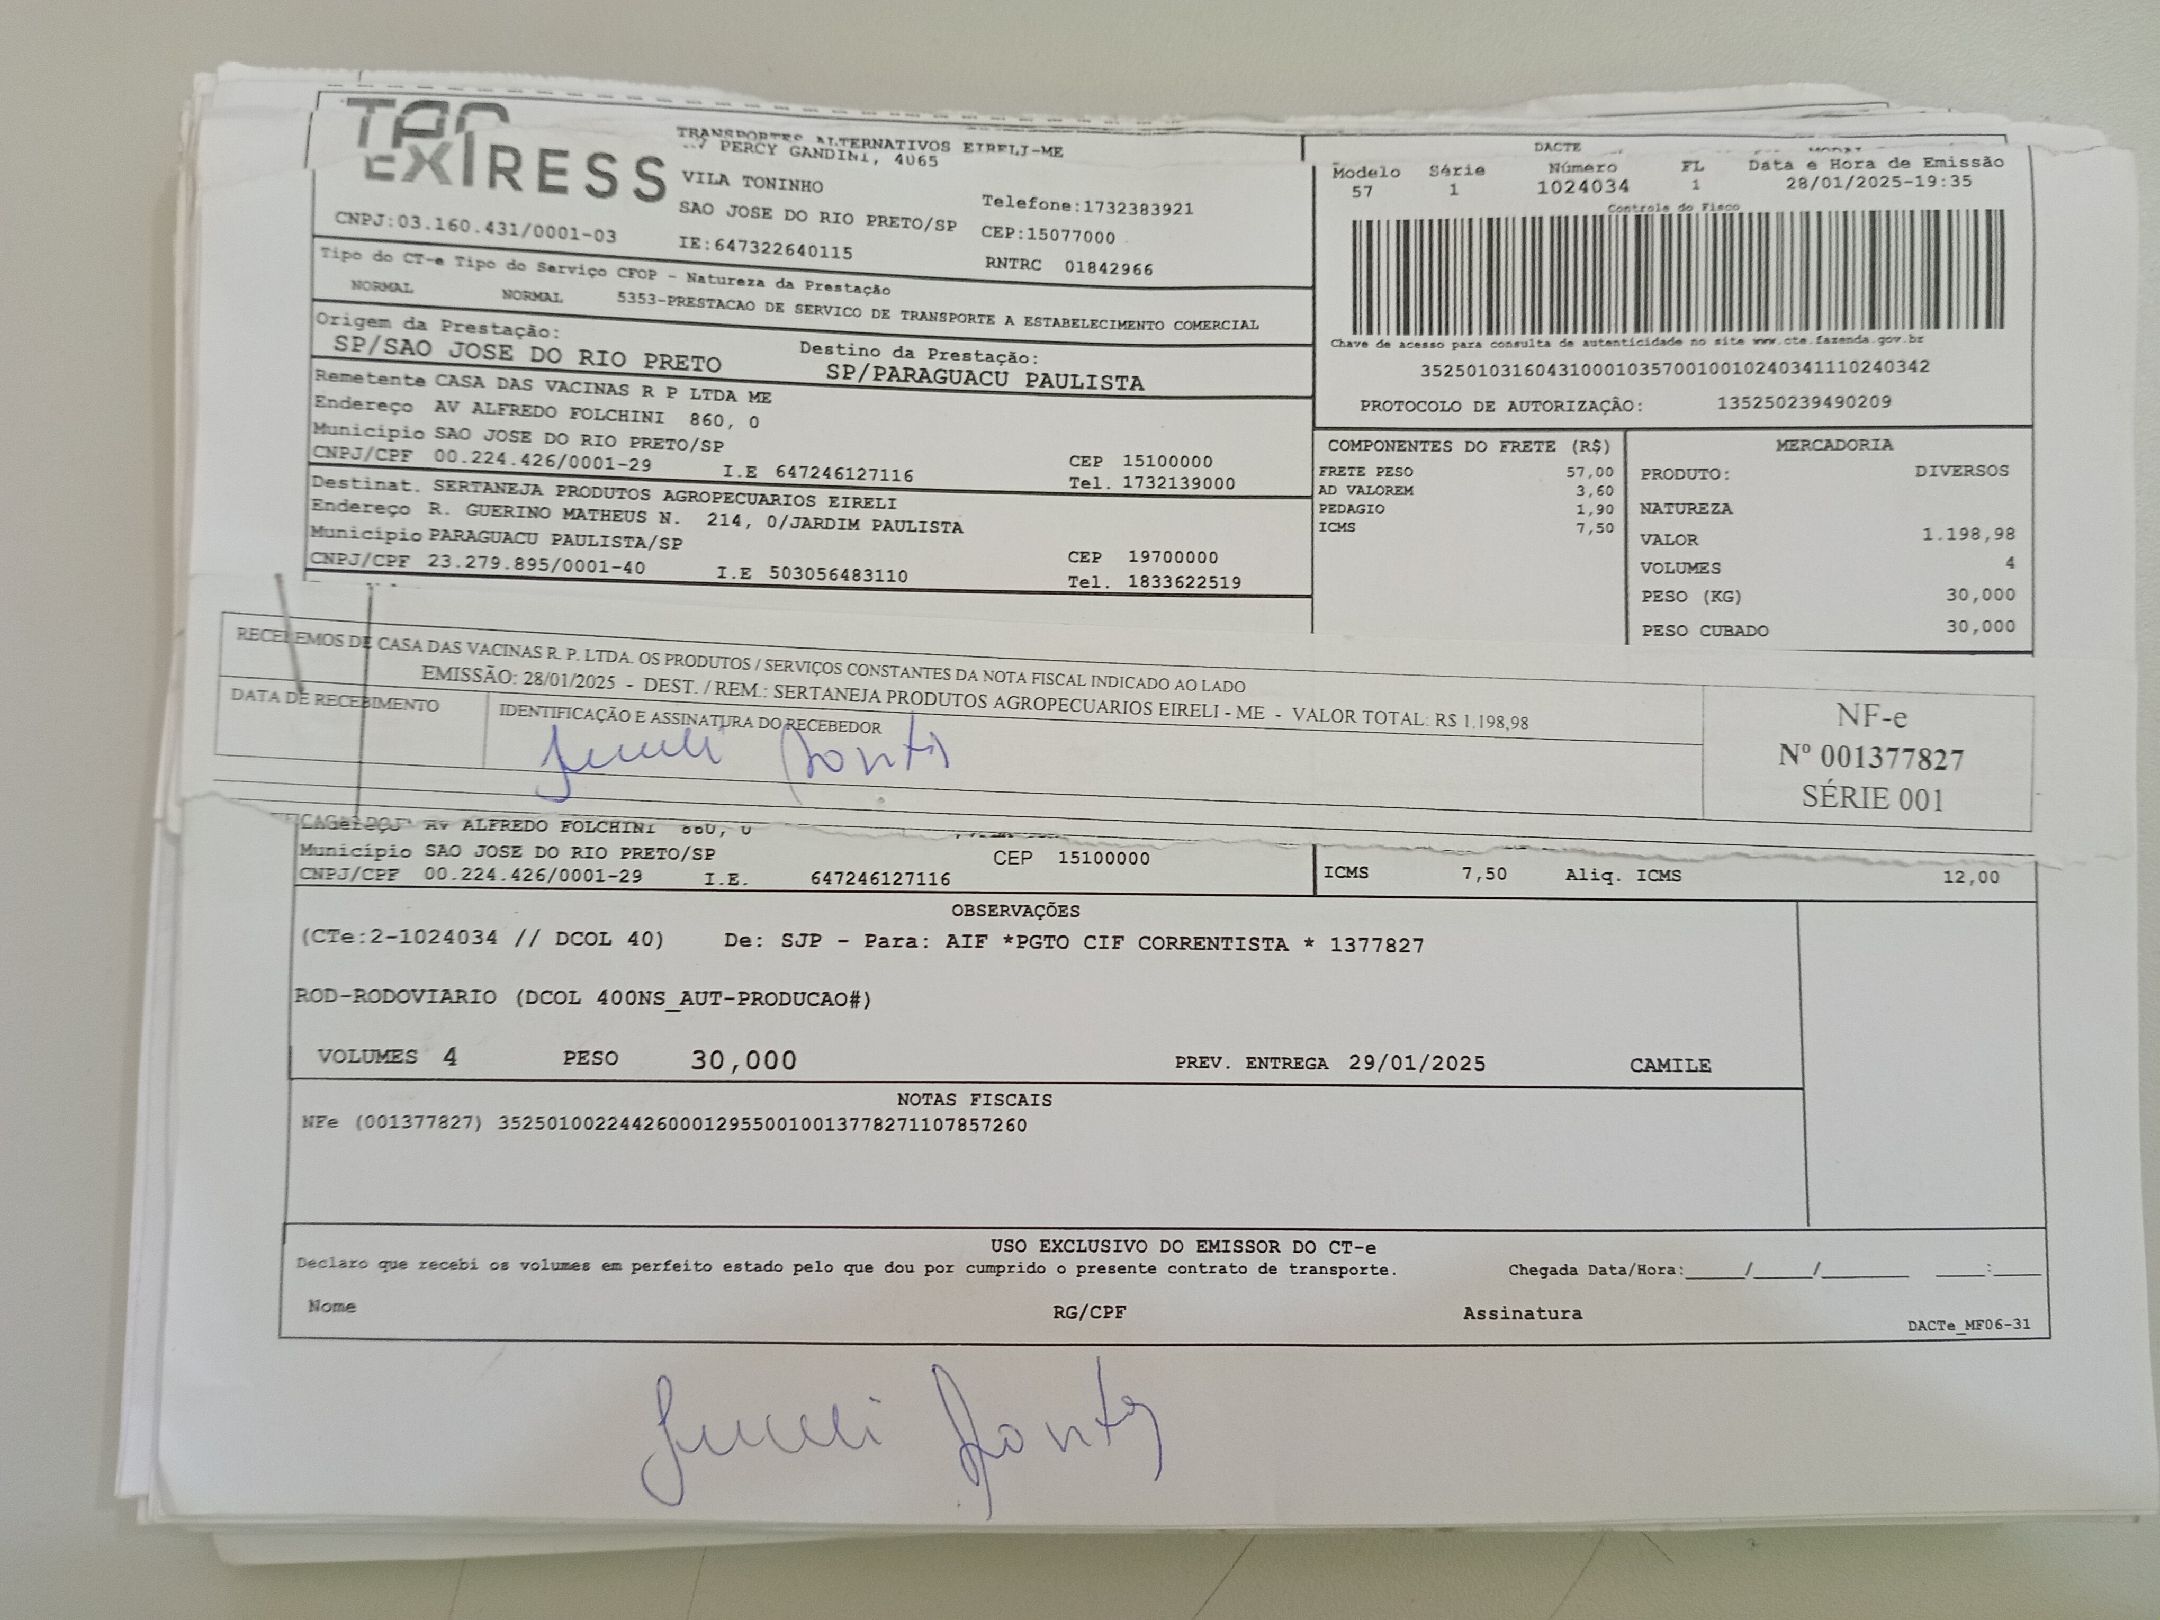 TRANSPORTES ALTERNATIVOS EIRELI-ME
PERCY GANDINI, 4065
VILA TONINHO
SAO JOSE DO RIO PRETO/SP
Telefone:1732383921
CEP:15077000
CNPJ:03.160.431/0001-03
IE:647322640115
RNTRC 01842966
Tipo do CT-e Tipo do Serviço CFOP - Natureza da Prestação
NORMAL NORMAL 5353-PRESTACAO DE SERVICO DE TRANSPORTE A ESTABELECIMENTO COMERCIAL
Origem da Prestação:
SP/SAO JOSE DO RIO PRETO
Destino da Prestação:
SP/PARAGUACU PAULISTA
Remetente CASA DAS VACINAS R P LTDA ME
Endereço AV ALFREDO FOLCHINI 860, 0
Município SAO JOSE DO RIO PRETO/SP
CEP 15100000
CNPJ/CPF 00.224.426/0001-29 I.E 647246127116
Tel. 1732139000
Destinat. SERTANEJA PRODUTOS AGROPECUARIOS EIRELI
Endereço R. GUERINO MATHEUS N. 214, 0/JARDIM PAULISTA
Município PARAGUACU PAULISTA/SP
CEP 19700000
CNPJ/CPF 23.279.895/0001-40 I.E 503056483110
Tel. 1833622519
DACTE
Modelo Série Número FL Data e Hora de Emissão
57 1 1024034 1 28/01/2025-19:35
Controle do Fisco
Chave de acesso para consulta de autenticidade no site www.cte.fazenda.gov.br
35250103160431000103570010010240341110240342
PROTOCOLO DE AUTORIZAÇÂO: 135250239490209
COMPONENTES DO FRETE (R$)
FRETE PESO 57,00
AD VALOREM 3,60
PEDAGIO 1,90
ICMS 7,50
MERCADORIA
PRODUTO: DIVERSOS
NATUREZA
VALOR 1.198,98
VOLUMES 4
PESO (KG) 30,000
PESO CUBADO 30,000
RECEBEMOS DE CASA DAS VACINAS R. P. LTDA. OS PRODUTOS / SERVIÇOS CONSTANTES DA NOTA FISCAL INDICADO AO LADO
EMISSÃO: 28/01/2025 - DEST. / REM.: SERTANEJA PRODUTOS AGROPECUARIOS EIRELI - ME - VALOR TOTAL: R$ 1.198,98
DATA DE RECEBIMENTO
IDENTIFICAÇÃO E ASSINATURA DO RECEBEDOR
NF-e
Nº 001377827
SÉRIE 001
AV ALFREDO FOLCHINI 860, 0
Município SAO JOSE DO RIO PRETO/SP
CEP 15100000
CNPJ/CPF 00.224.426/0001-29 I.E. 647246127116
ICMS 7,50 Aliq. ICMS 12,00
OBSERVAÇÕES
(CTe:2-1024034 // DCOL 40) De: SJP - Para: AIF *PGTO CIF CORRENTISTA * 1377827
ROD-RODOVIARIO (DCOL 400NS_AUT-PRODUCAO#)
VOLUMES 4 PESO 30,000 PREV. ENTREGA 29/01/2025 CAMILE
NOTAS FISCAIS
NFe (001377827) 35250100224426000129550010013778271107857260
USO EXCLUSIVO DO EMISSOR DO CT-e
Declaro que recebi os volumes em perfeito estado pelo que dou por cumprido o presente contrato de transporte. Chegada Data/Hora:____/____/______ ____:____
Nome RG/CPF Assinatura
DACTe_MF06-31